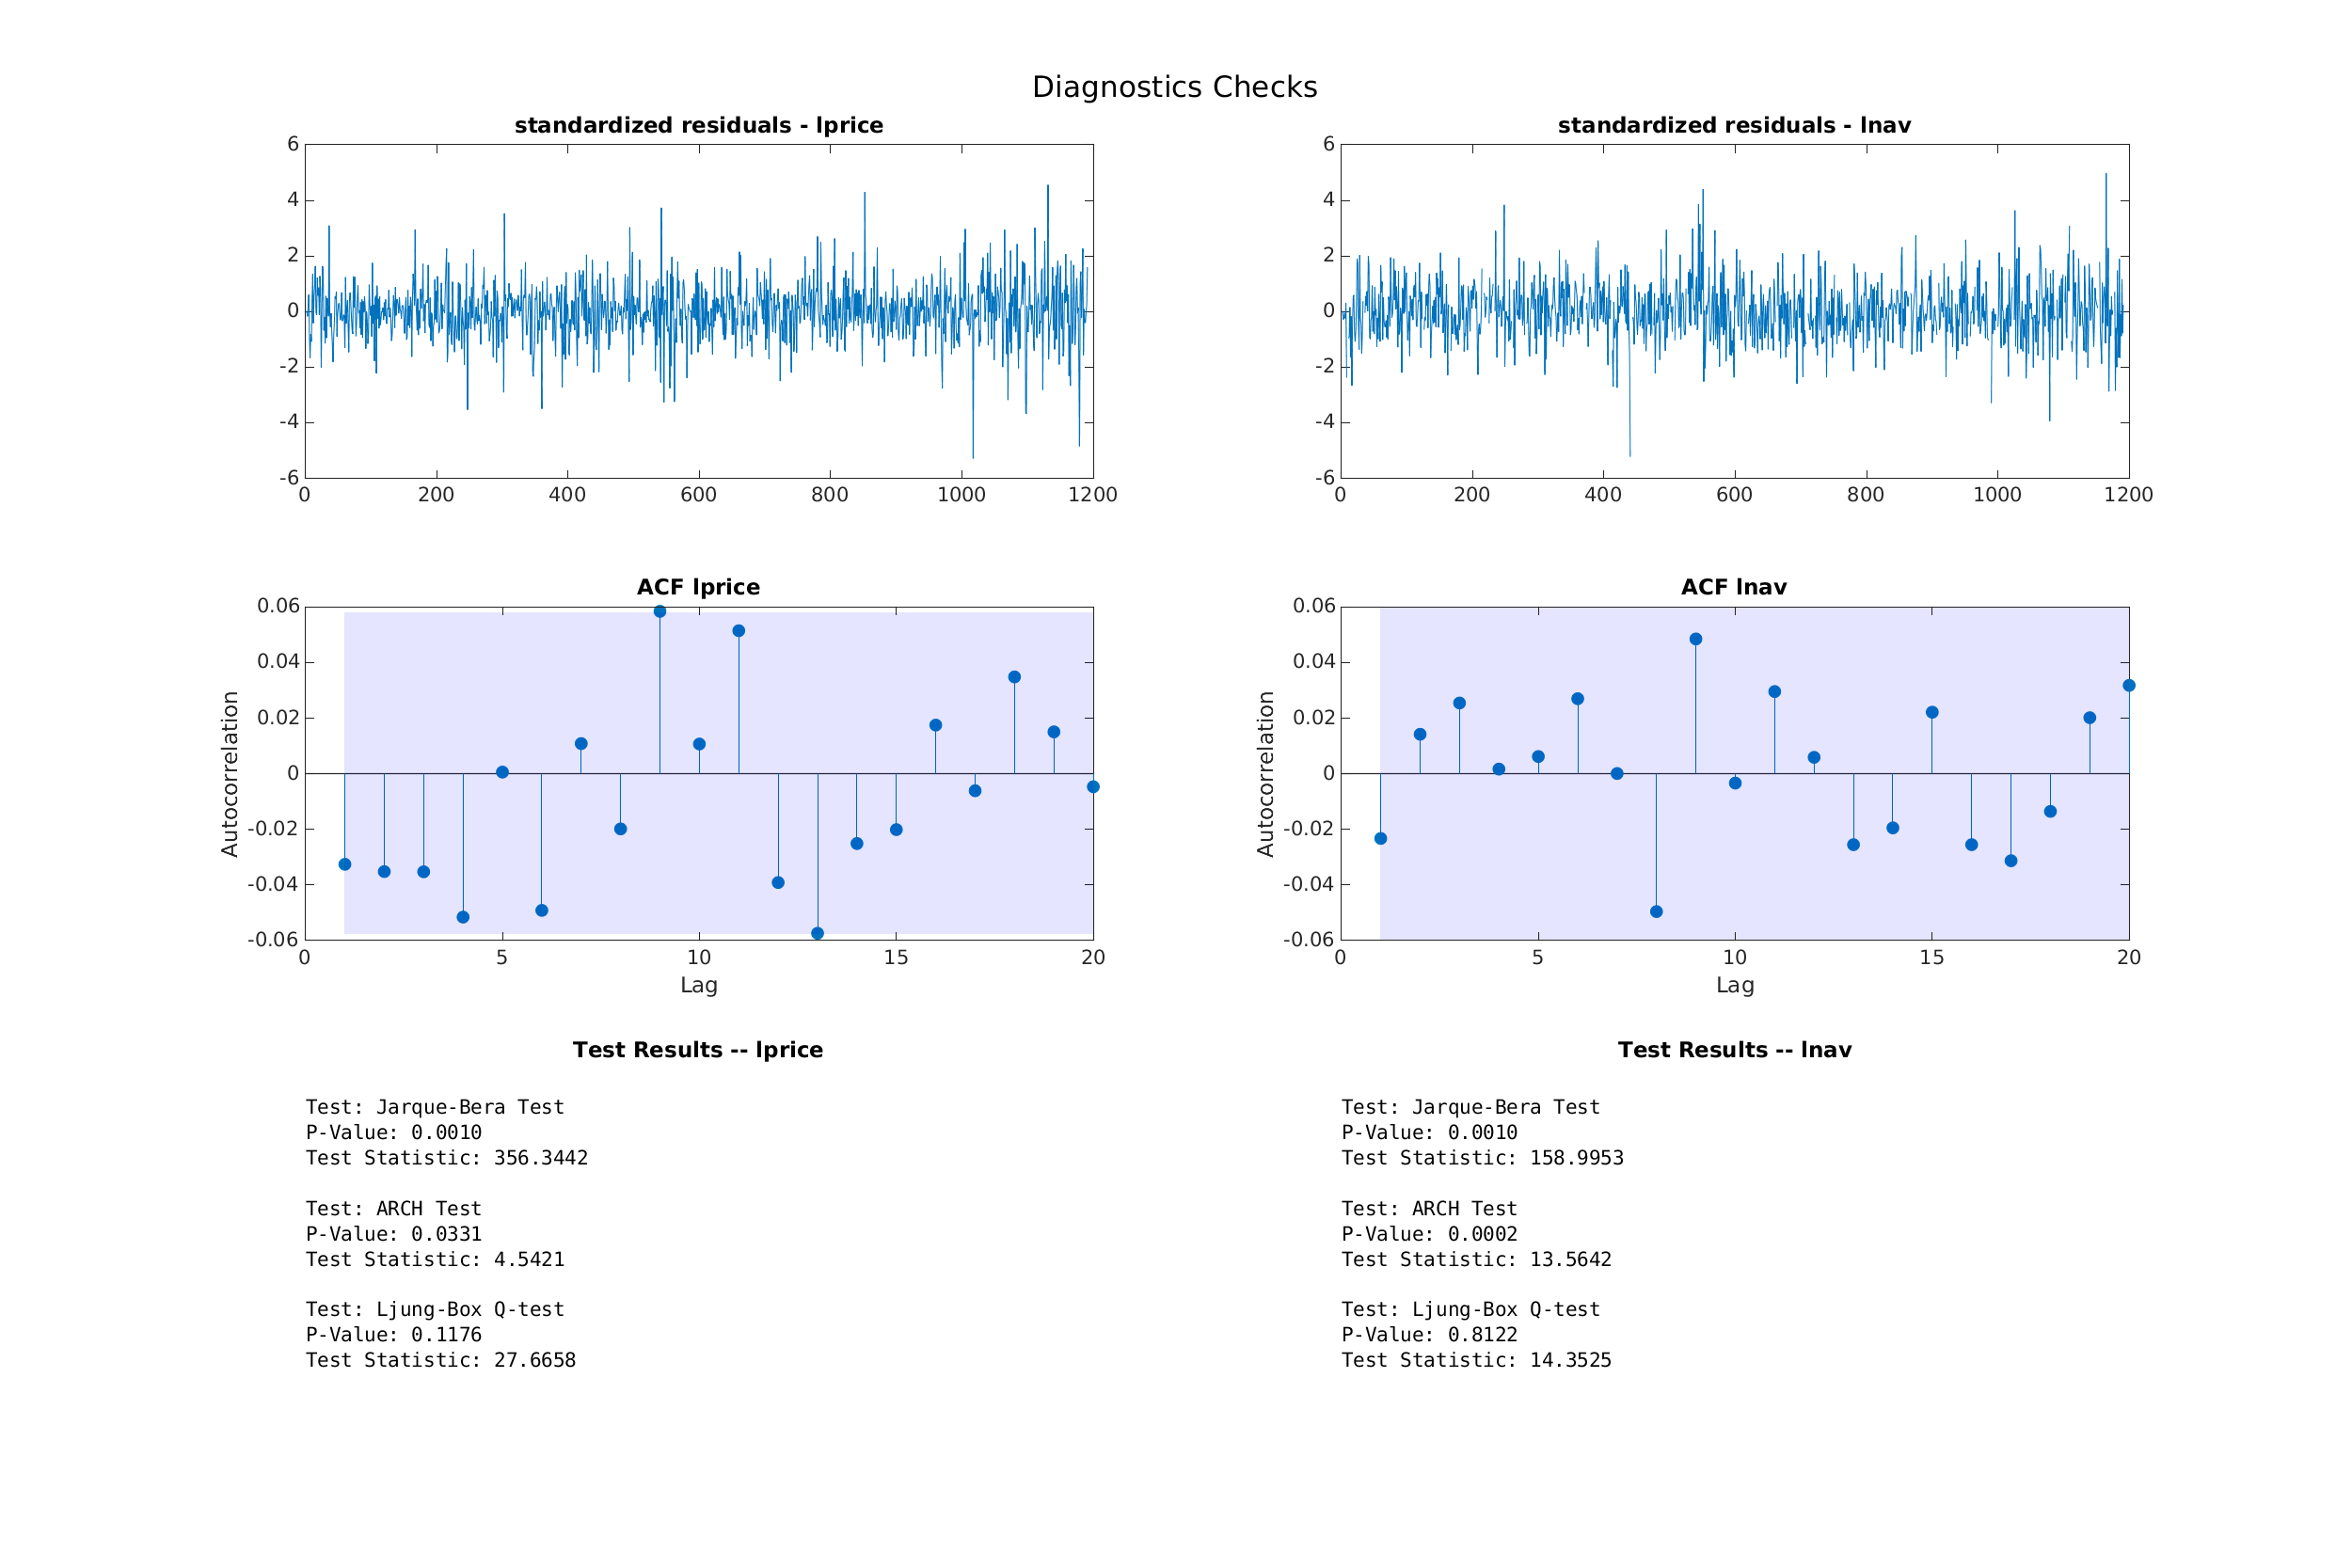 Diagnostics Checks
standardized residuals - lprice
6
4
2
0
-2
-4
-6
0 200 400 600 800 1000 1200
standardized residuals - lnav
6
4
2
0
-2
-4
-6
0 200 400 600 800 1000 1200
ACF lprice
0.06
0.04
0.02
0
-0.02
-0.04
-0.06
Autocorrelation
0 5 10 15 20
Lag
ACF lnav
0.06
0.04
0.02
0
-0.02
-0.04
-0.06
Autocorrelation
0 5 10 15 20
Lag
Test Results -- lprice
Test: Jarque-Bera Test
P-Value: 0.0010
Test Statistic: 356.3442
Test: ARCH Test
P-Value: 0.0331
Test Statistic: 4.5421
Test: Ljung-Box Q-test
P-Value: 0.1176
Test Statistic: 27.6658
Test Results -- lnav
Test: Jarque-Bera Test
P-Value: 0.0010
Test Statistic: 158.9953
Test: ARCH Test
P-Value: 0.0002
Test Statistic: 13.5642
Test: Ljung-Box Q-test
P-Value: 0.8122
Test Statistic: 14.3525